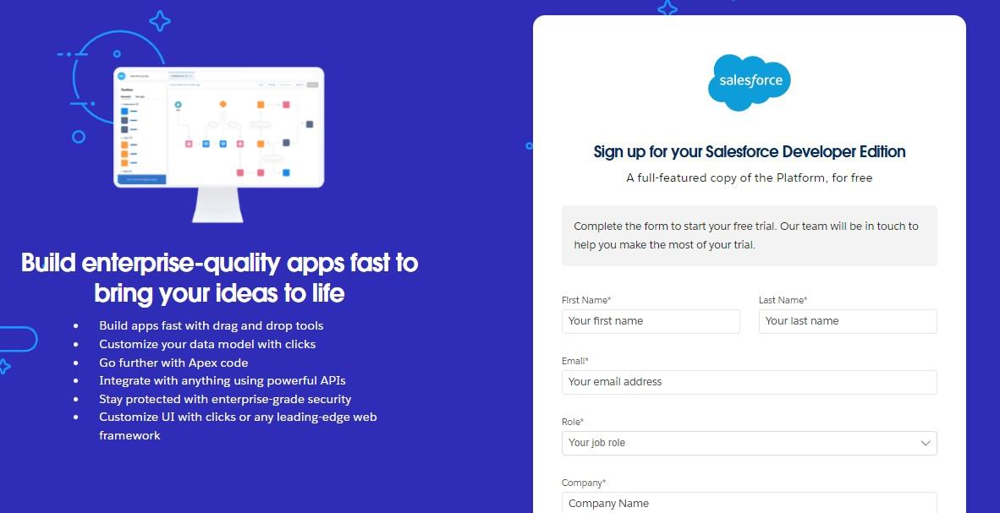 Build enterprise-quality apps fast to
bring your ideas to life
• Build apps fast with drag and drop tools
• Customize your data model with clicks
• Go further with Apex code
• Integrate with anything using powerful APIs
• Stay protected with enterprise-grade security
• Customize UI with clicks or any leading-edge web
framework
salesforce
Sign up for your Salesforce Developer Edition
A full-featured copy of the Platform, for free
Complete the form to start your free trial. Our team will be in touch to
help you make the most of your trial.
First Name* Last Name*
Your first name Your last name
Email*
Your email address
Role*
Your job role
Company*
Company Name